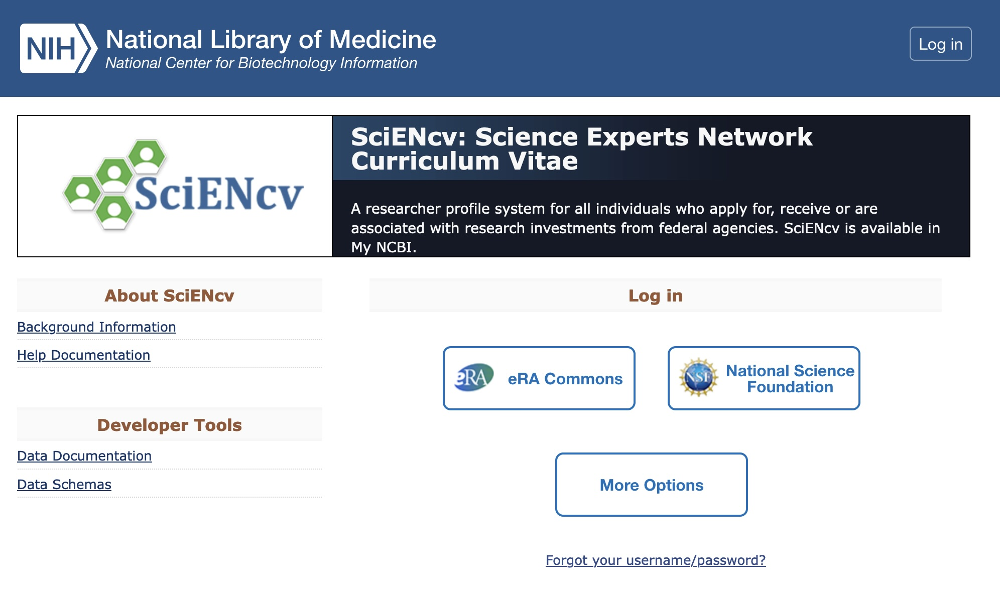 NIH
National Library of Medicine
National Center for Biotechnology Information
Log in
SciENcv
SciENcv: Science Experts Network
Curriculum Vitae
A researcher profile system for all individuals who apply for, receive or are
associated with research investments from federal agencies. SciENcv is available in
My NCBI.
About SciENcv
Background Information
Help Documentation
Developer Tools
Data Documentation
Data Schemas
Log in
eRA
eRA Commons
NSF
National Science
Foundation
More Options
Forgot your username/password?